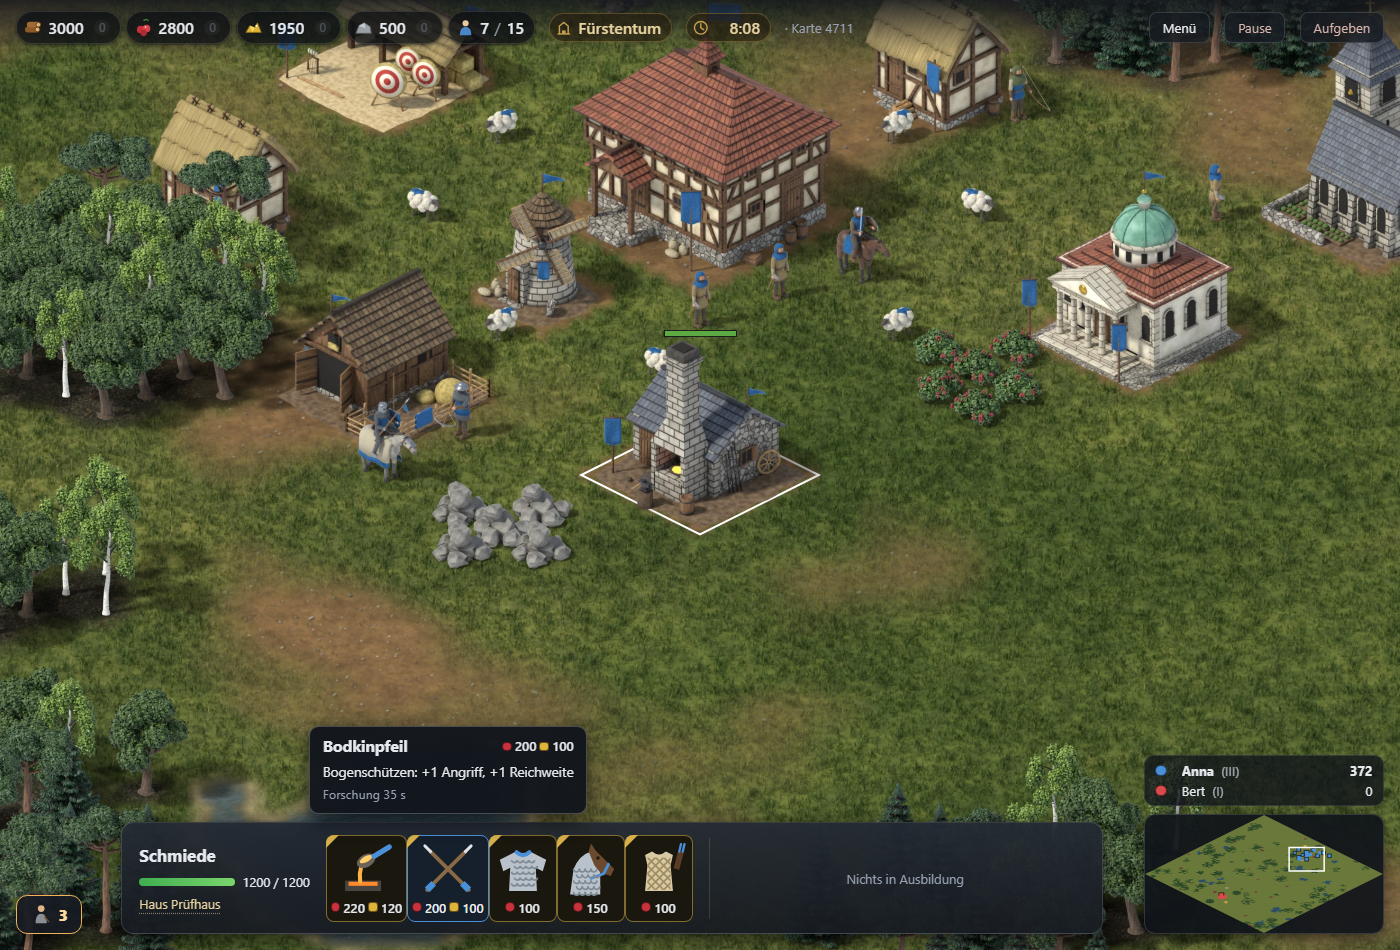 3000 0 2800 0 1950 0 500 0 7 / 15 Fürstentum 8:08 · Karte 4711 Menü Pause Aufgeben
Bodkinpfeil 200 100
Bogenschützen: +1 Angriff, +1 Reichweite
Forschung 35 s
Anna (III) 372
Bert (I) 0
Schmiede
1200 / 1200
Haus Prüfhaus
220 120 200 100 100 150 100
Nichts in Ausbildung
3